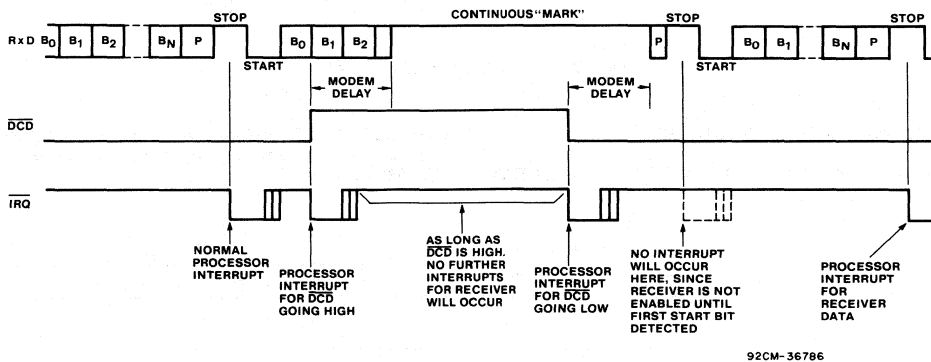 CONTINUOUS "MARK"
STOP
STOP
STOP
RxD B0 B1 B2 BN P B0 B1 B2 P B0 B1 BN P
START
START
MODEM
DELAY
MODEM
DELAY
DCD
IRQ
NORMAL
PROCESSOR
INTERRUPT
PROCESSOR
INTERRUPT
FOR DCD
GOING HIGH
AS LONG AS
DCD IS HIGH.
NO FURTHER
INTERRUPTS
FOR RECEIVER
WILL OCCUR
PROCESSOR
INTERRUPT
FOR DCD
GOING LOW
NO INTERRUPT
WILL OCCUR
HERE, SINCE
RECEIVER IS NOT
ENABLED UNTIL
FIRST START BIT
DETECTED
PROCESSOR
INTERRUPT
FOR
RECEIVER
DATA
92CM-36786